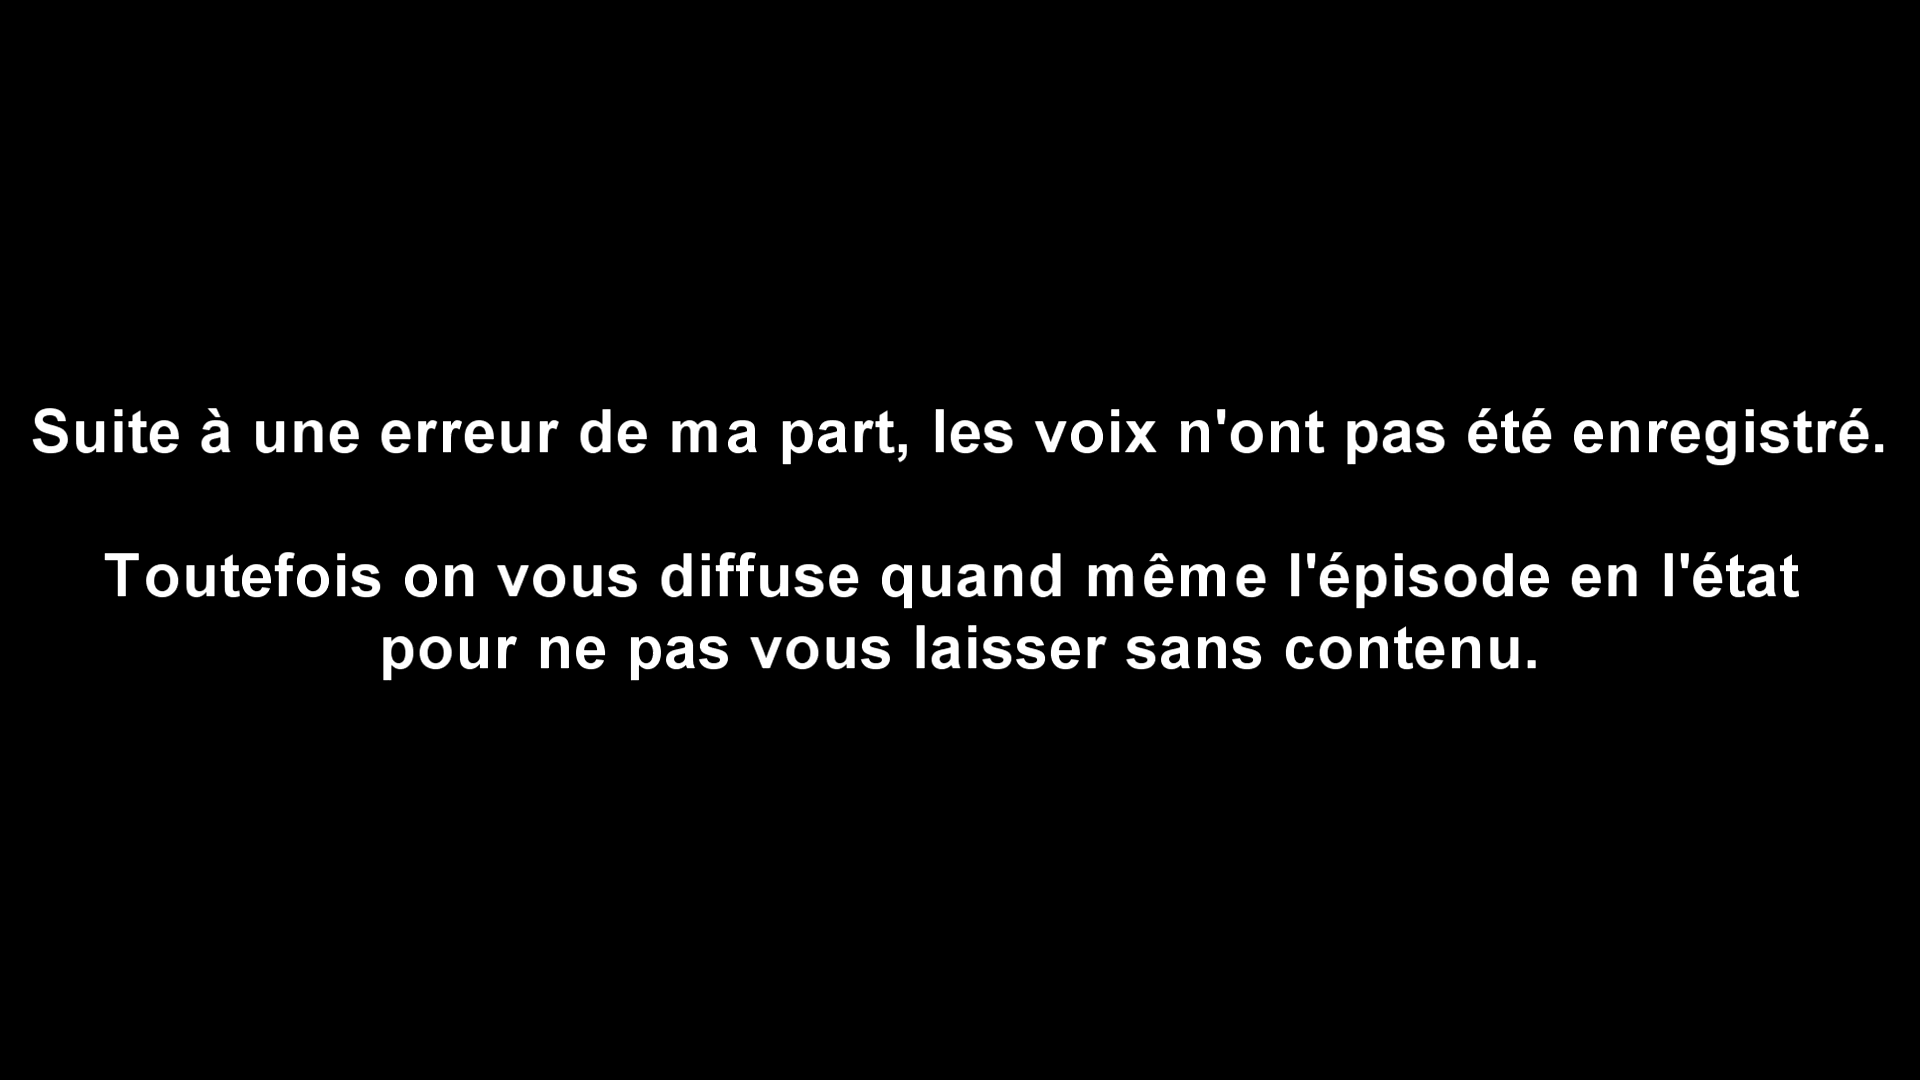 Suite à une erreur de ma part, les voix n'ont pas été enregistré.
Toutefois on vous diffuse quand même l'épisode en l'état
pour ne pas vous laisser sans contenu.